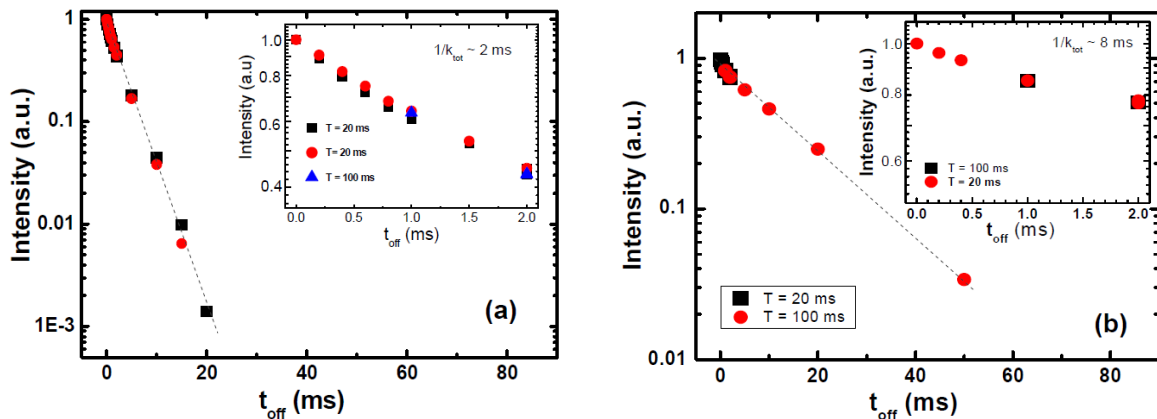 Intensity (a.u.)
1
0.1
0.01
1E-3
0 20 40 60 80
t_off (ms)
(a)
Intensity (a.u)
1.0
0.8
0.6
0.4
0.0 0.5 1.0 1.5 2.0
t_off (ms)
1/k_tot ~ 2 ms
T = 20 ms
T = 20 ms
T = 100 ms
Intensity (a.u.)
1
0.1
0.01
0 20 40 60 80
t_off (ms)
(b)
T = 20 ms
T = 100 ms
Intensity (a.u.)
1.0
0.8
0.6
0.0 0.5 1.0 1.5 2.0
t_off (ms)
1/k_tot ~ 8 ms
T = 100 ms
T = 20 ms